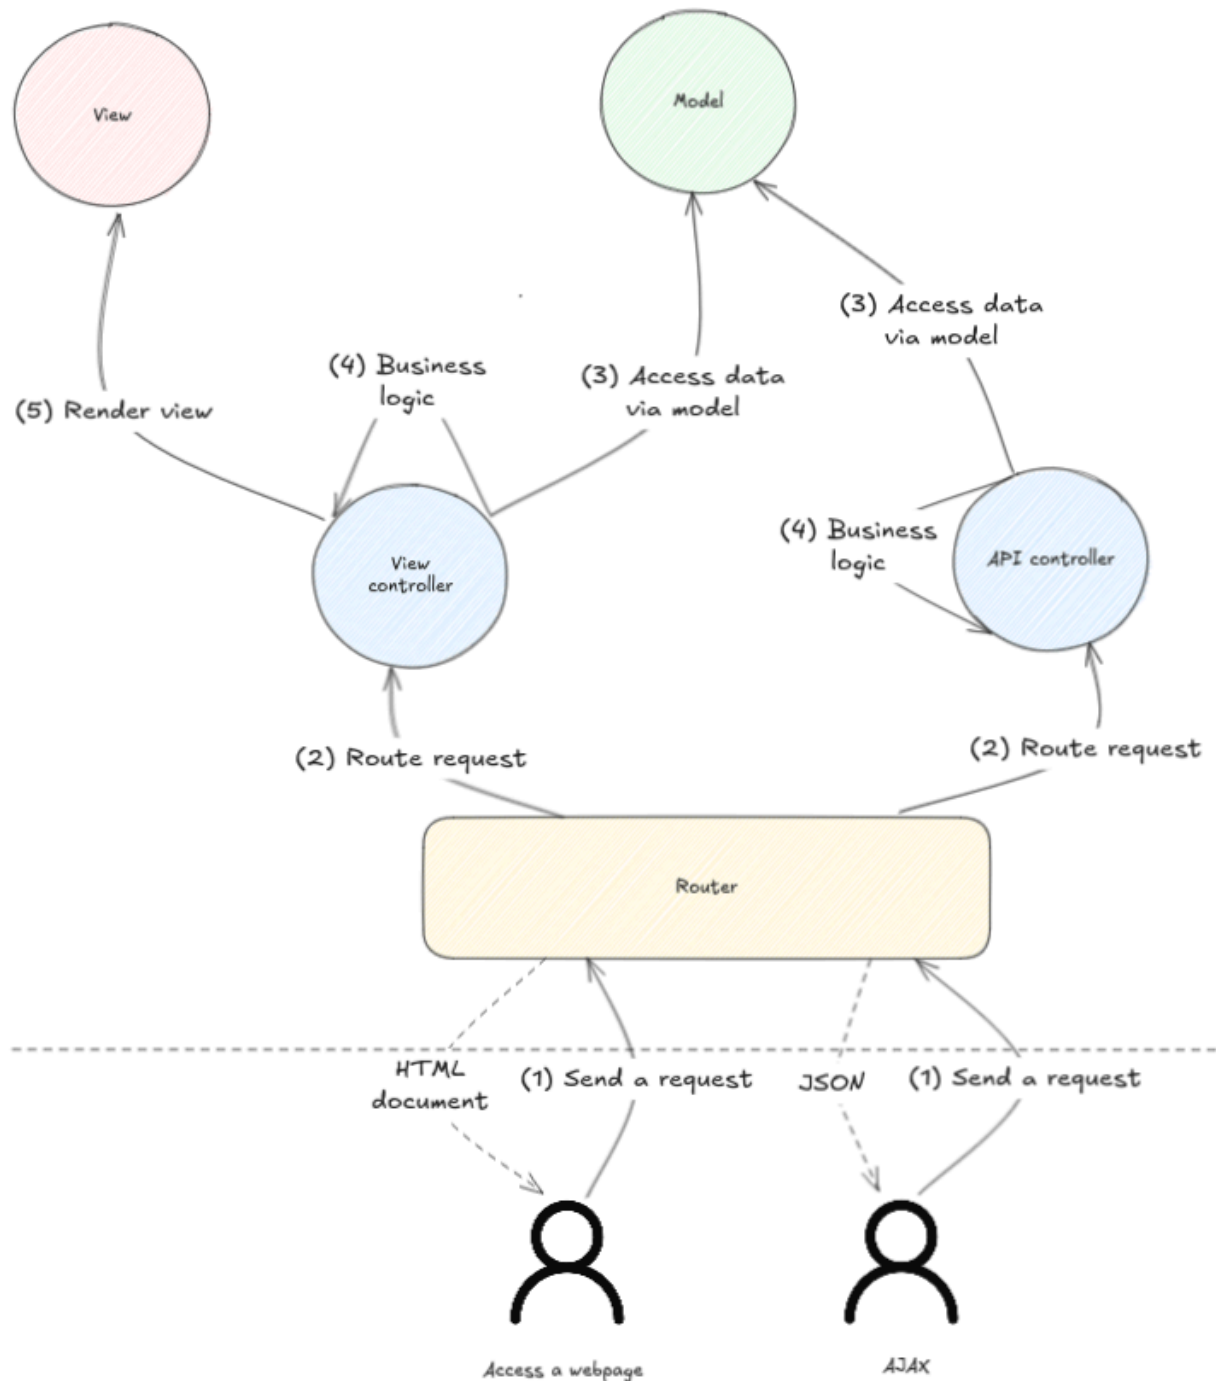 View
Model
(3) Access data
via model
(4) Business
logic
(3) Access data
via model
(5) Render view
(4) Business
logic
View
controller
API controller
(2) Route request
(2) Route request
Router
HTML
document
(1) Send a request
JSON
(1) Send a request
Access a webpage
AJAX